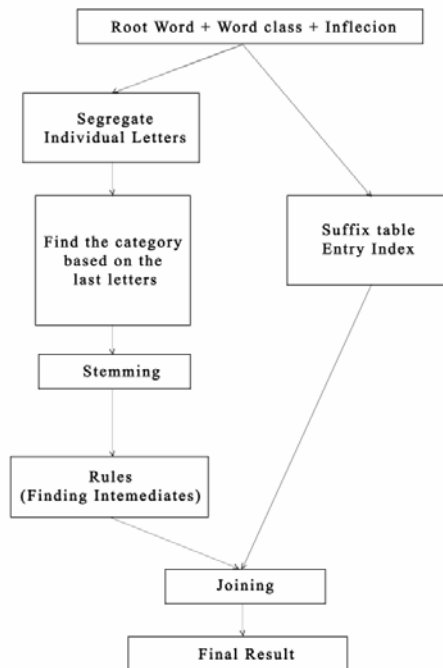 Root Word + Word class + Inflecion
Segregate
Individual Letters
Find the category
based on the
last letters
Suffix table
Entry Index
Stemming
Rules
(Finding Intemediates)
Joining
Final Result